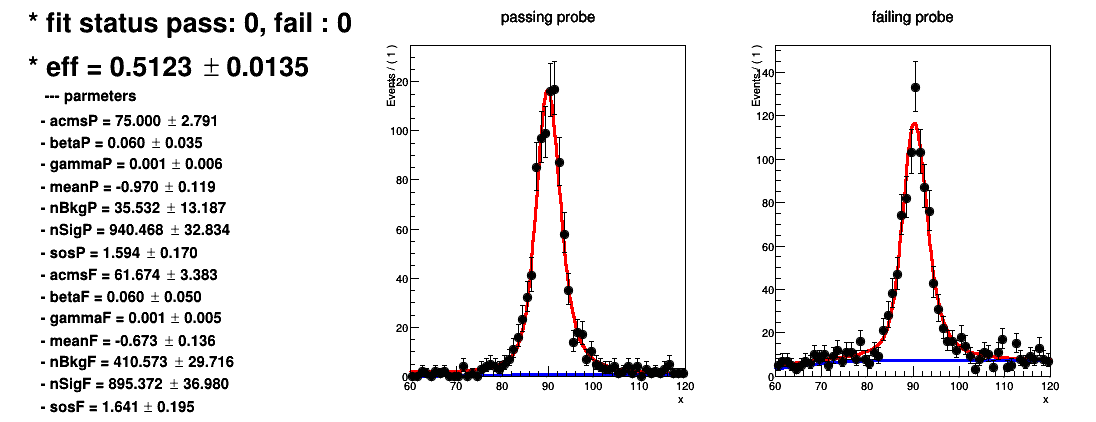 * fit status pass: 0, fail : 0
* eff = 0.5123 ± 0.0135
--- parmeters
- acmsP = 75.000 ± 2.791
- betaP = 0.060 ± 0.035
- gammaP = 0.001 ± 0.006
- meanP = -0.970 ± 0.119
- nBkgP = 35.532 ± 13.187
- nSigP = 940.468 ± 32.834
- sosP = 1.594 ± 0.170
- acmsF = 61.674 ± 3.383
- betaF = 0.060 ± 0.050
- gammaF = 0.001 ± 0.005
- meanF = -0.673 ± 0.136
- nBkgF = 410.573 ± 29.716
- nSigF = 895.372 ± 36.980
- sosF = 1.641 ± 0.195
passing probe
Events / ( 1 )
120
100
80
60
40
20
0
60 70 80 90 100 110 120
x
failing probe
Events / ( 1 )
140
120
100
80
60
40
20
0
60 70 80 90 100 110 120
x